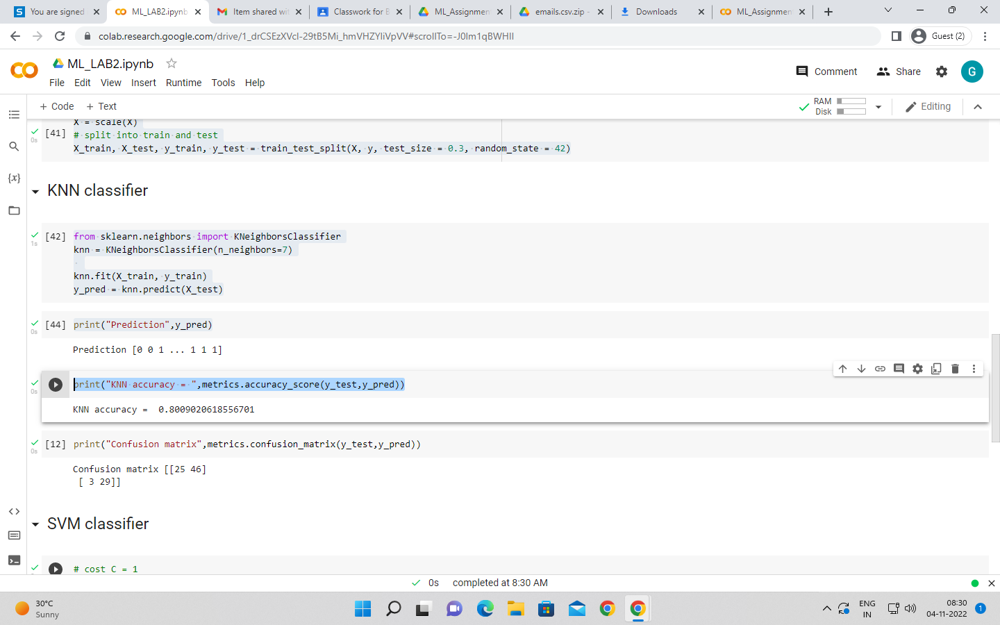 You are signed
ML_LAB2.ipynb
Item shared wit
Classwork for B
ML_Assignmen
emails.csv.zip -
Downloads
ML_Assignmen
colab.research.google.com/drive/1_drCSEzXVcl-29tB5Mi_hmVHZYIiVpVV#scrollTo=-J0Im1qBWHII
Guest (2)
ML_LAB2.ipynb
Comment
Share
G
File Edit View Insert Runtime Tools Help
+ Code + Text
RAM
Disk
Editing
X = scale(X)
[41] # split into train and test
0s
X_train, X_test, y_train, y_test = train_test_split(X, y, test_size = 0.3, random_state = 42)
{x}
KNN classifier
[42] from sklearn.neighbors import KNeighborsClassifier
1s
knn = KNeighborsClassifier(n_neighbors=7)
knn.fit(X_train, y_train)
y_pred = knn.predict(X_test)
[44] print("Prediction",y_pred)
0s
Prediction [0 0 1 ... 1 1 1]
print("KNN accuracy = ",metrics.accuracy_score(y_test,y_pred))
0s
KNN accuracy =  0.8009020618556701
[12] print("Confusion matrix",metrics.confusion_matrix(y_test,y_pred))
0s
Confusion matrix [[25 46]
[ 3 29]]
SVM classifier
# cost C = 1
0s completed at 8:30 AM
30°C
Sunny
ENG
IN
08:30
04-11-2022
1